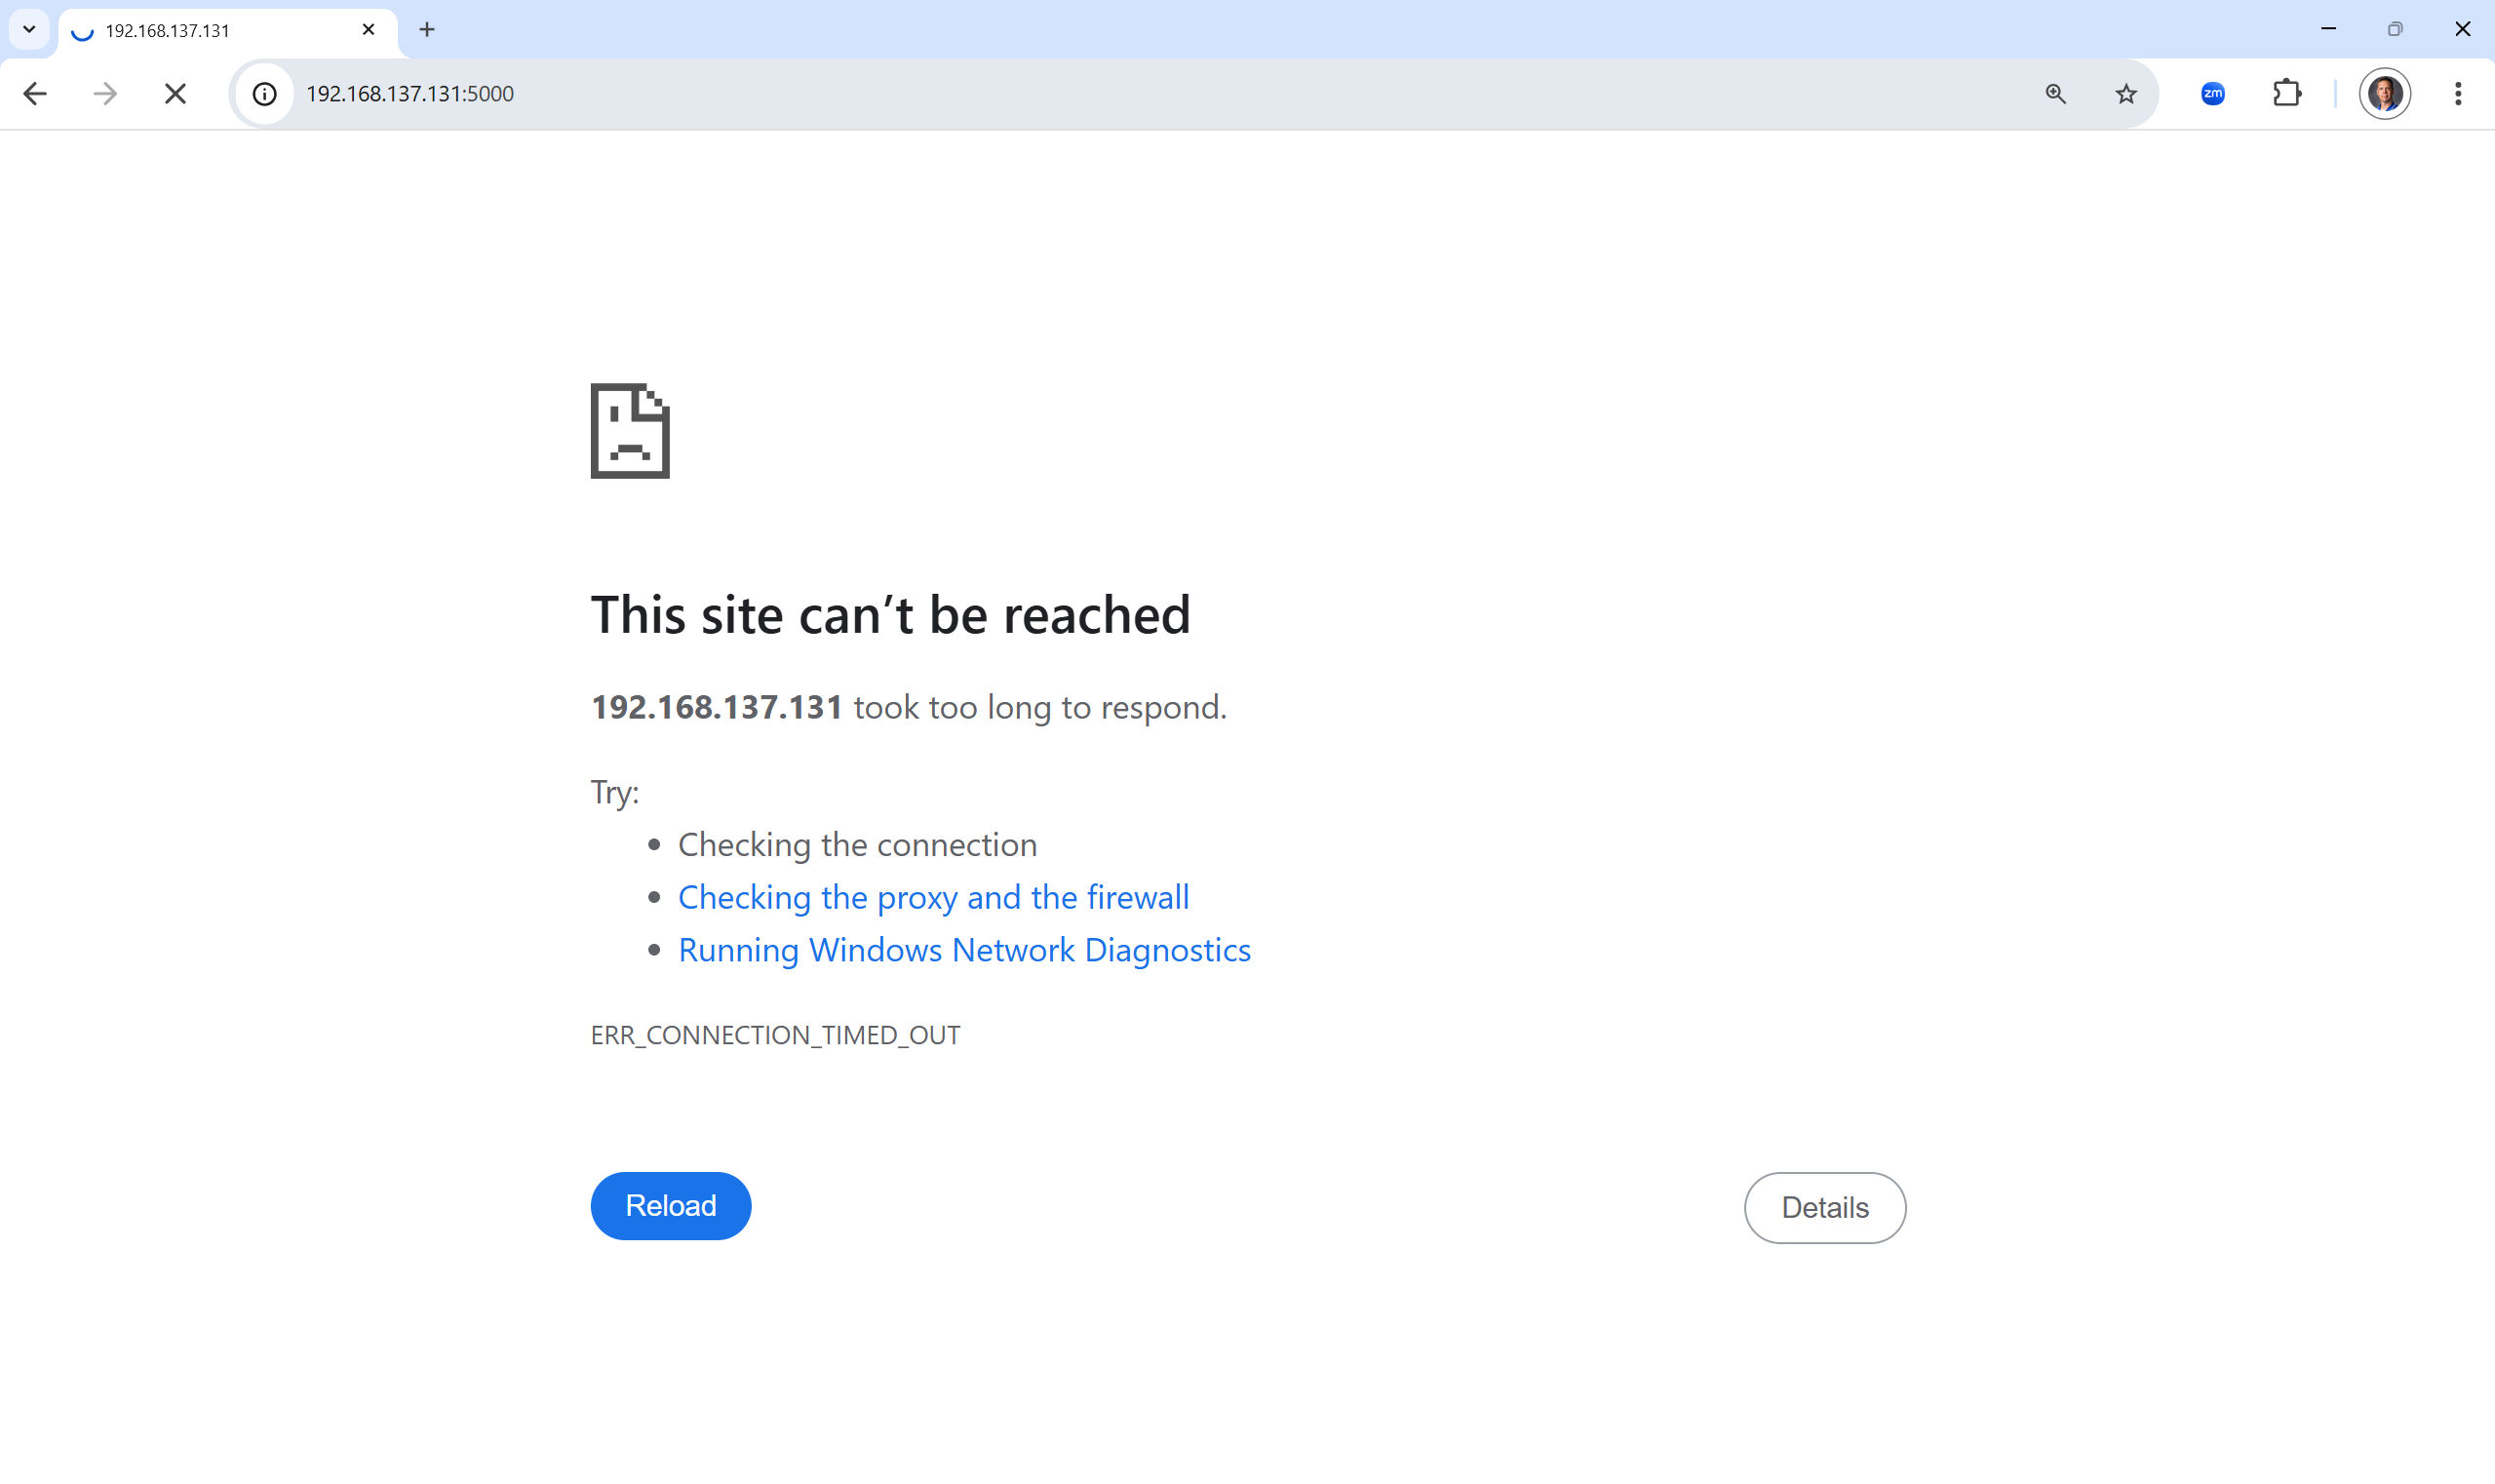 192.168.137.131
192.168.137.131:5000
zm
This site can’t be reached
192.168.137.131 took too long to respond.
Try:
Checking the connection
Checking the proxy and the firewall
Running Windows Network Diagnostics
ERR_CONNECTION_TIMED_OUT
Reload
Details